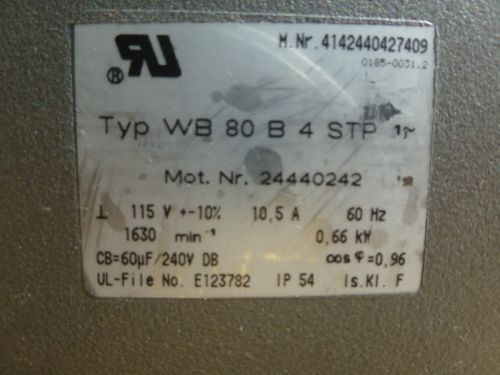 M.Nr. 4142440427409
0185-0031.2
® RU
Typ WB 80 B 4 STP
Mot. Nr. 24440242
⊥ 115 V +-10% 10,5 A 60 Hz
1630 min⁻¹ 0,66 kW
CB=60µF/240V DB cos φ=0,96
UL-File No. E123782 IP 54 Is.Kl. F